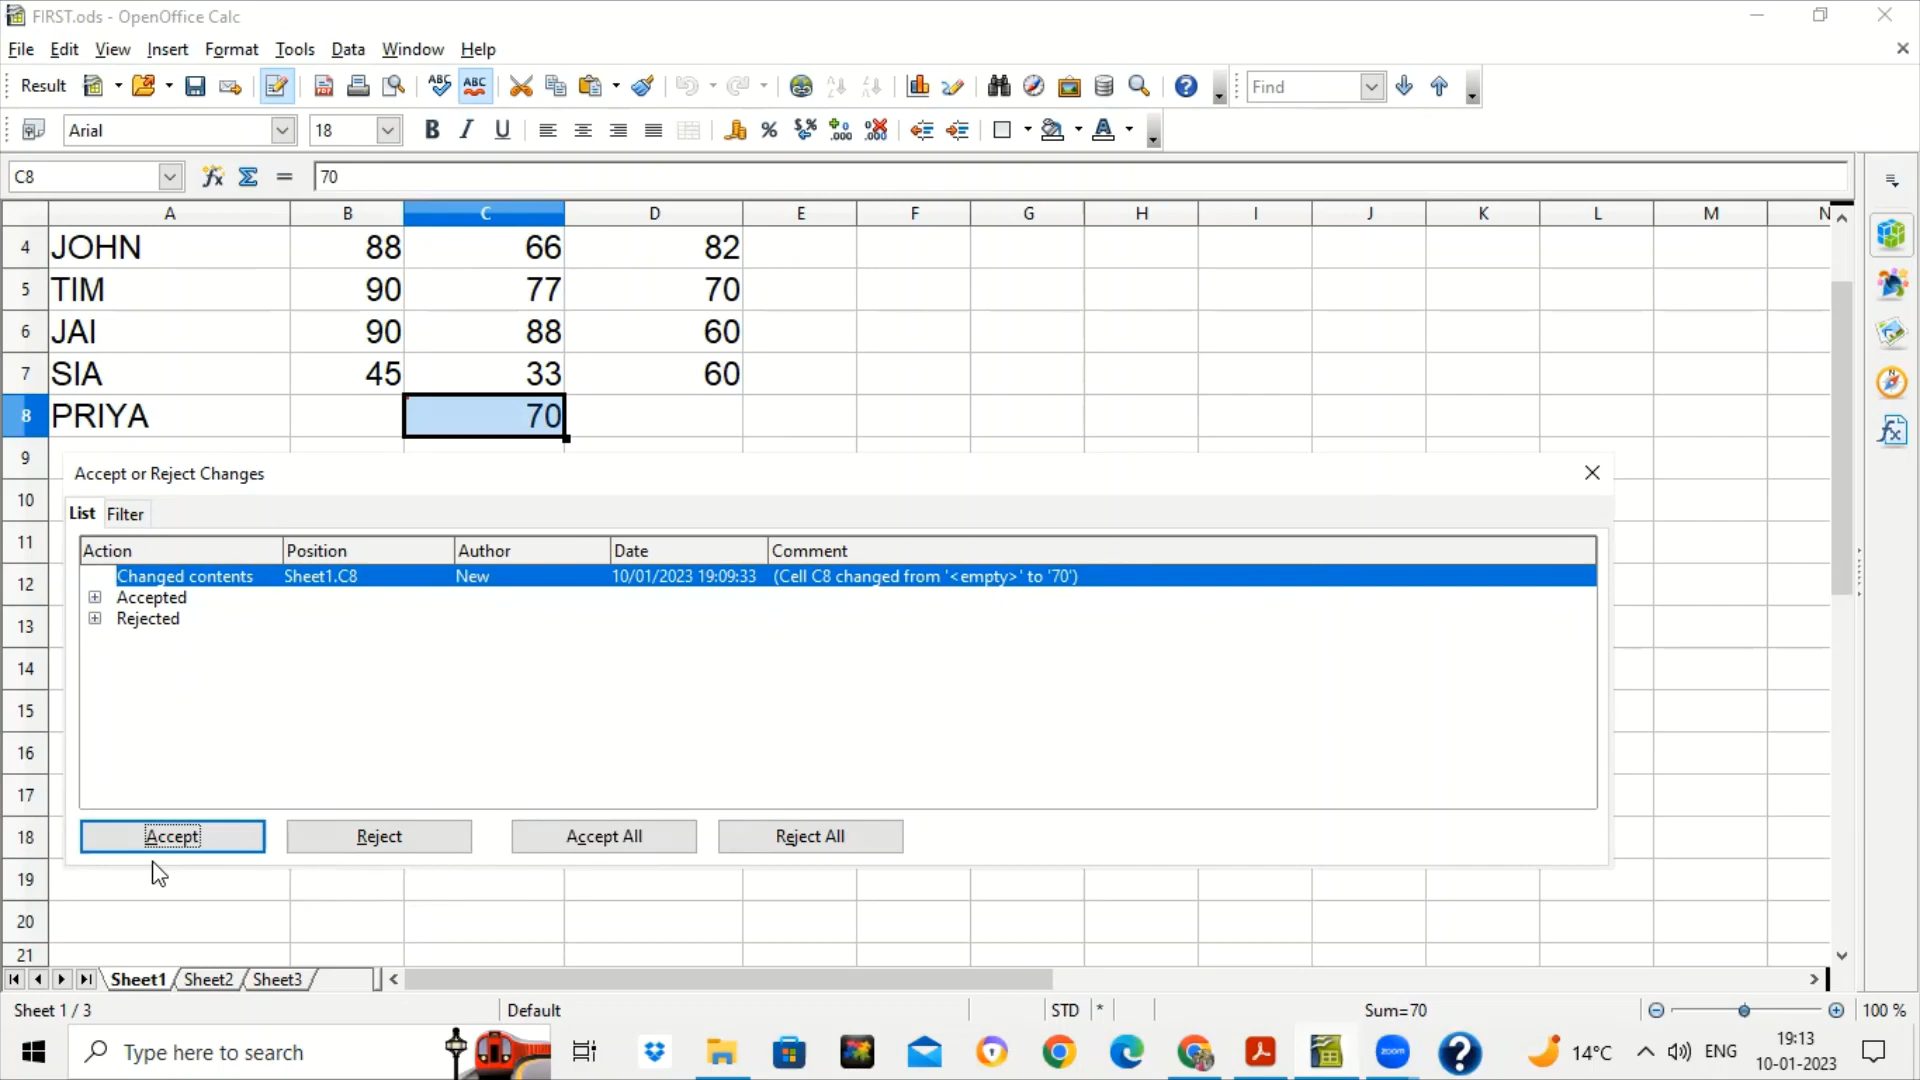 FIRST.ods - OpenOffice Calc
File Edit View Insert Format Tools Data Window Help
Result ABC ABC Find
Arial 18 B I U
C8 70
A B C D E F G H I J K L M N
4 JOHN 88 66 82
5 TIM 90 77 70
6 JAI 90 88 60
7 SIA 45 33 60
8 PRIYA 70
9
10
11
12
13
14
15
16
17
18
19
20
21
Accept or Reject Changes
List Filter
Action Position Author Date Comment
Changed contents Sheet1.C8 New 10/01/2023 19:09:33 (Cell C8 changed from '<empty>' to '70')
Accepted
Rejected
Accept Reject Accept All Reject All
Sheet1 Sheet2 Sheet3
Sheet 1 / 3 Default STD * Sum=70 100 %
Type here to search zoom 14°C ENG 19:13
10-01-2023